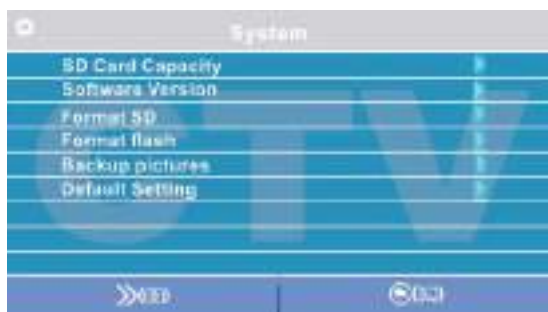 System
SD Card Capacity
Software Version
Format SD
Format flash
Backup pictures
Default Setting
CTV